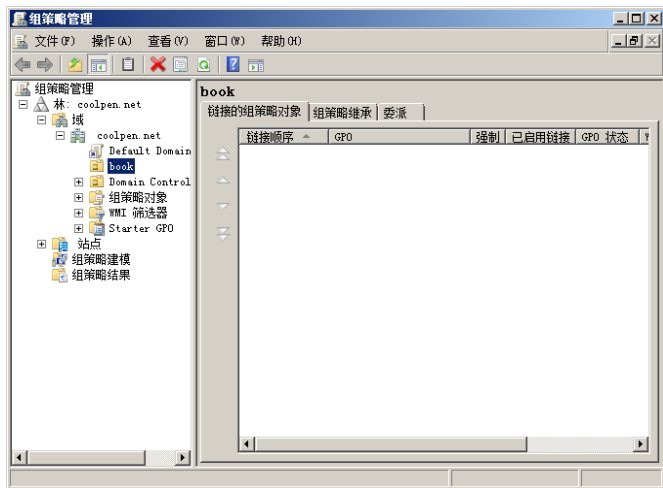 组策略管理
文件(F) 操作(A) 查看(V) 窗口(W) 帮助(H)
组策略管理
林: coolpen.net
域
coolpen.net
Default Domain
book
Domain Control
组策略对象
WMI 筛选器
Starter GPO
站点
组策略建模
组策略结果
book
链接的组策略对象 组策略继承 委派
链接顺序 GPO 强制 已启用链接 GPO 状态